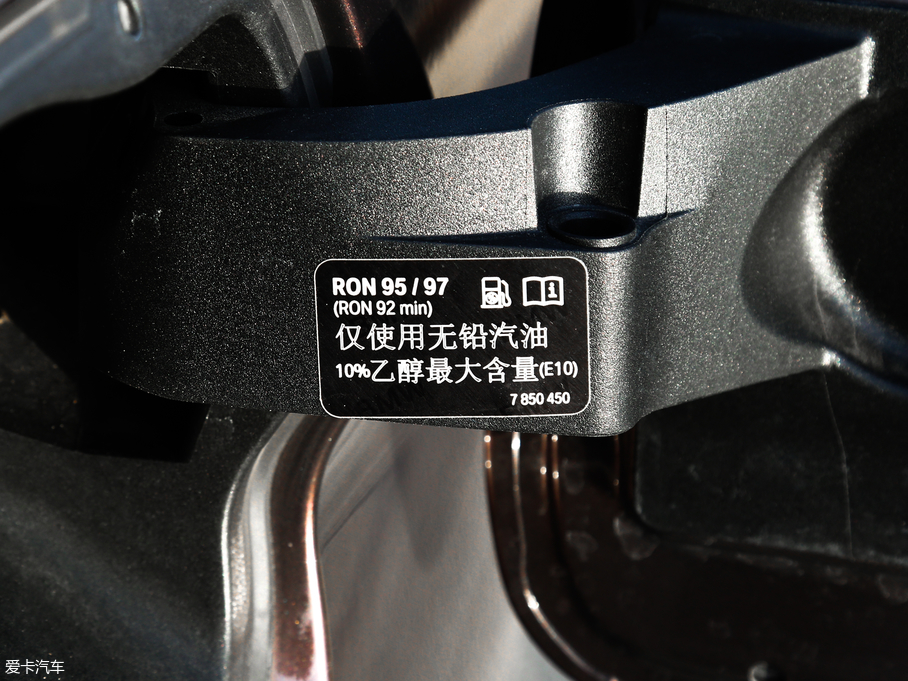 RON 95 / 97
(RON 92 min)
仅使用无铅汽油
10%乙醇最大含量(E10)
7 850 450
爱卡汽车